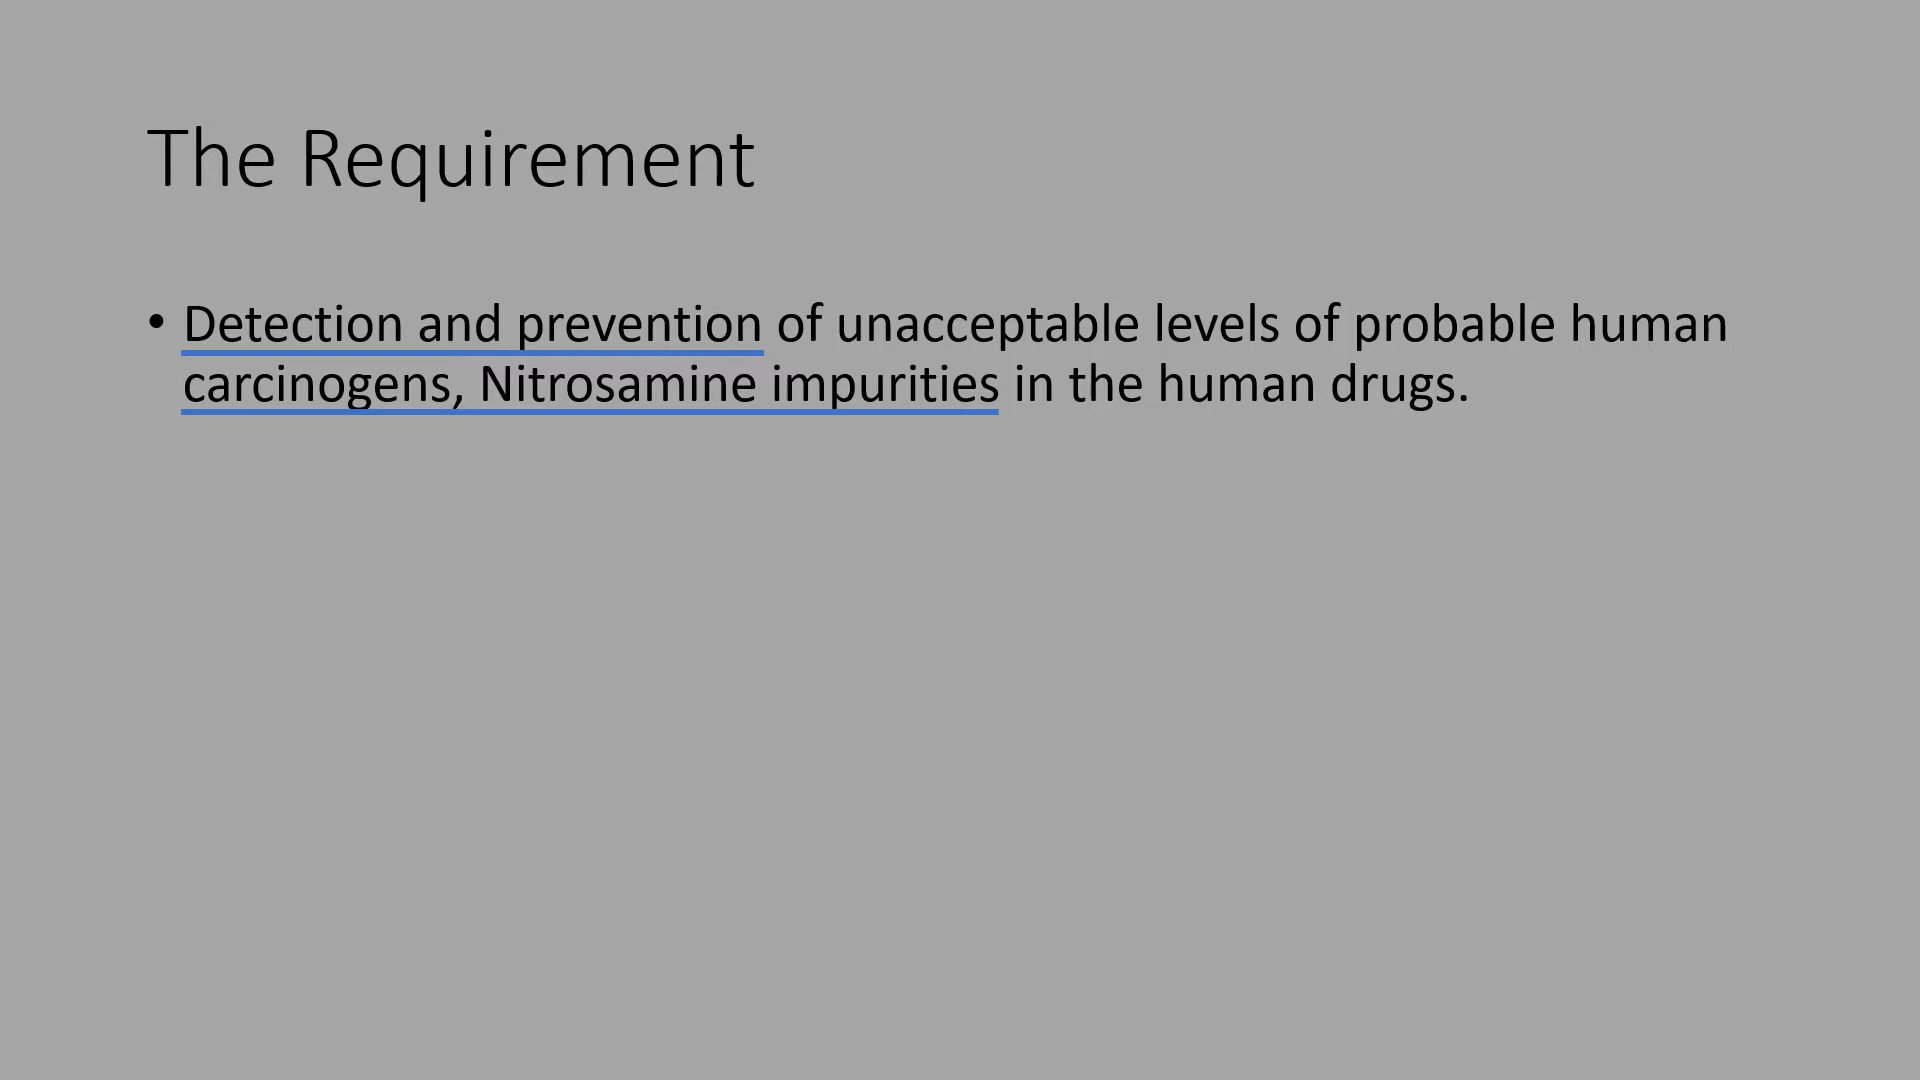 The Requirement
• Detection and prevention of unacceptable levels of probable human
carcinogens, Nitrosamine impurities in the human drugs.